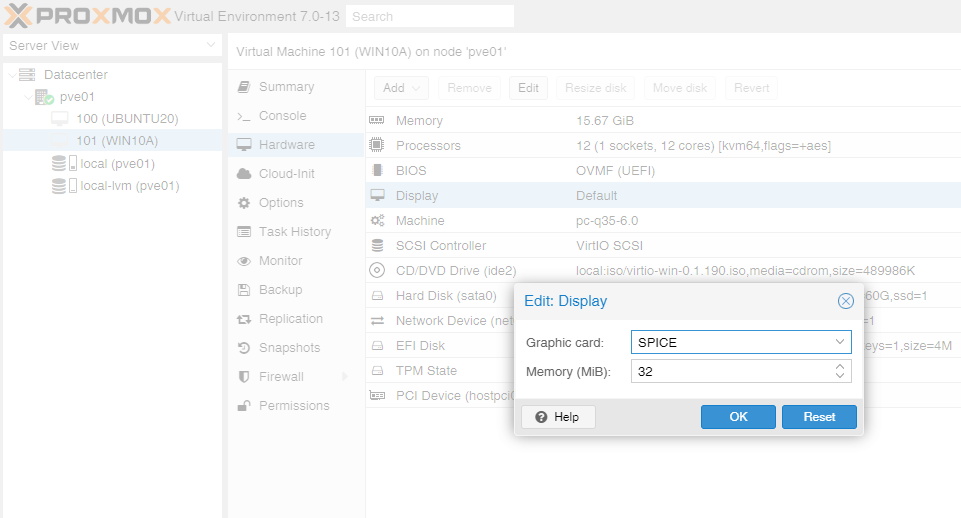 PROXMOX Virtual Environment 7.0-13 Search
Server View
Virtual Machine 101 (WIN10A) on node 'pve01'
Datacenter
pve01
100 (UBUNTU20)
101 (WIN10A)
local (pve01)
local-lvm (pve01)
Summary
Console
Hardware
Cloud-Init
Options
Task History
Monitor
Backup
Replication
Snapshots
Firewall
Permissions
Add Remove Edit Resize disk Move disk Revert
Memory 15.67 GiB
Processors 12 (1 sockets, 12 cores) [kvm64,flags=+aes]
BIOS OVMF (UEFI)
Display Default
Machine pc-q35-6.0
SCSI Controller VirtIO SCSI
CD/DVD Drive (ide2) local:iso/virtio-win-0.1.190.iso,media=cdrom,size=489986K
Hard Disk (sata0) 60G,ssd=1
Network Device (net =1
EFI Disk eys=1,size=4M
TPM State
PCI Device (hostpci0
Edit: Display
Graphic card: SPICE
Memory (MiB): 32
Help OK Reset